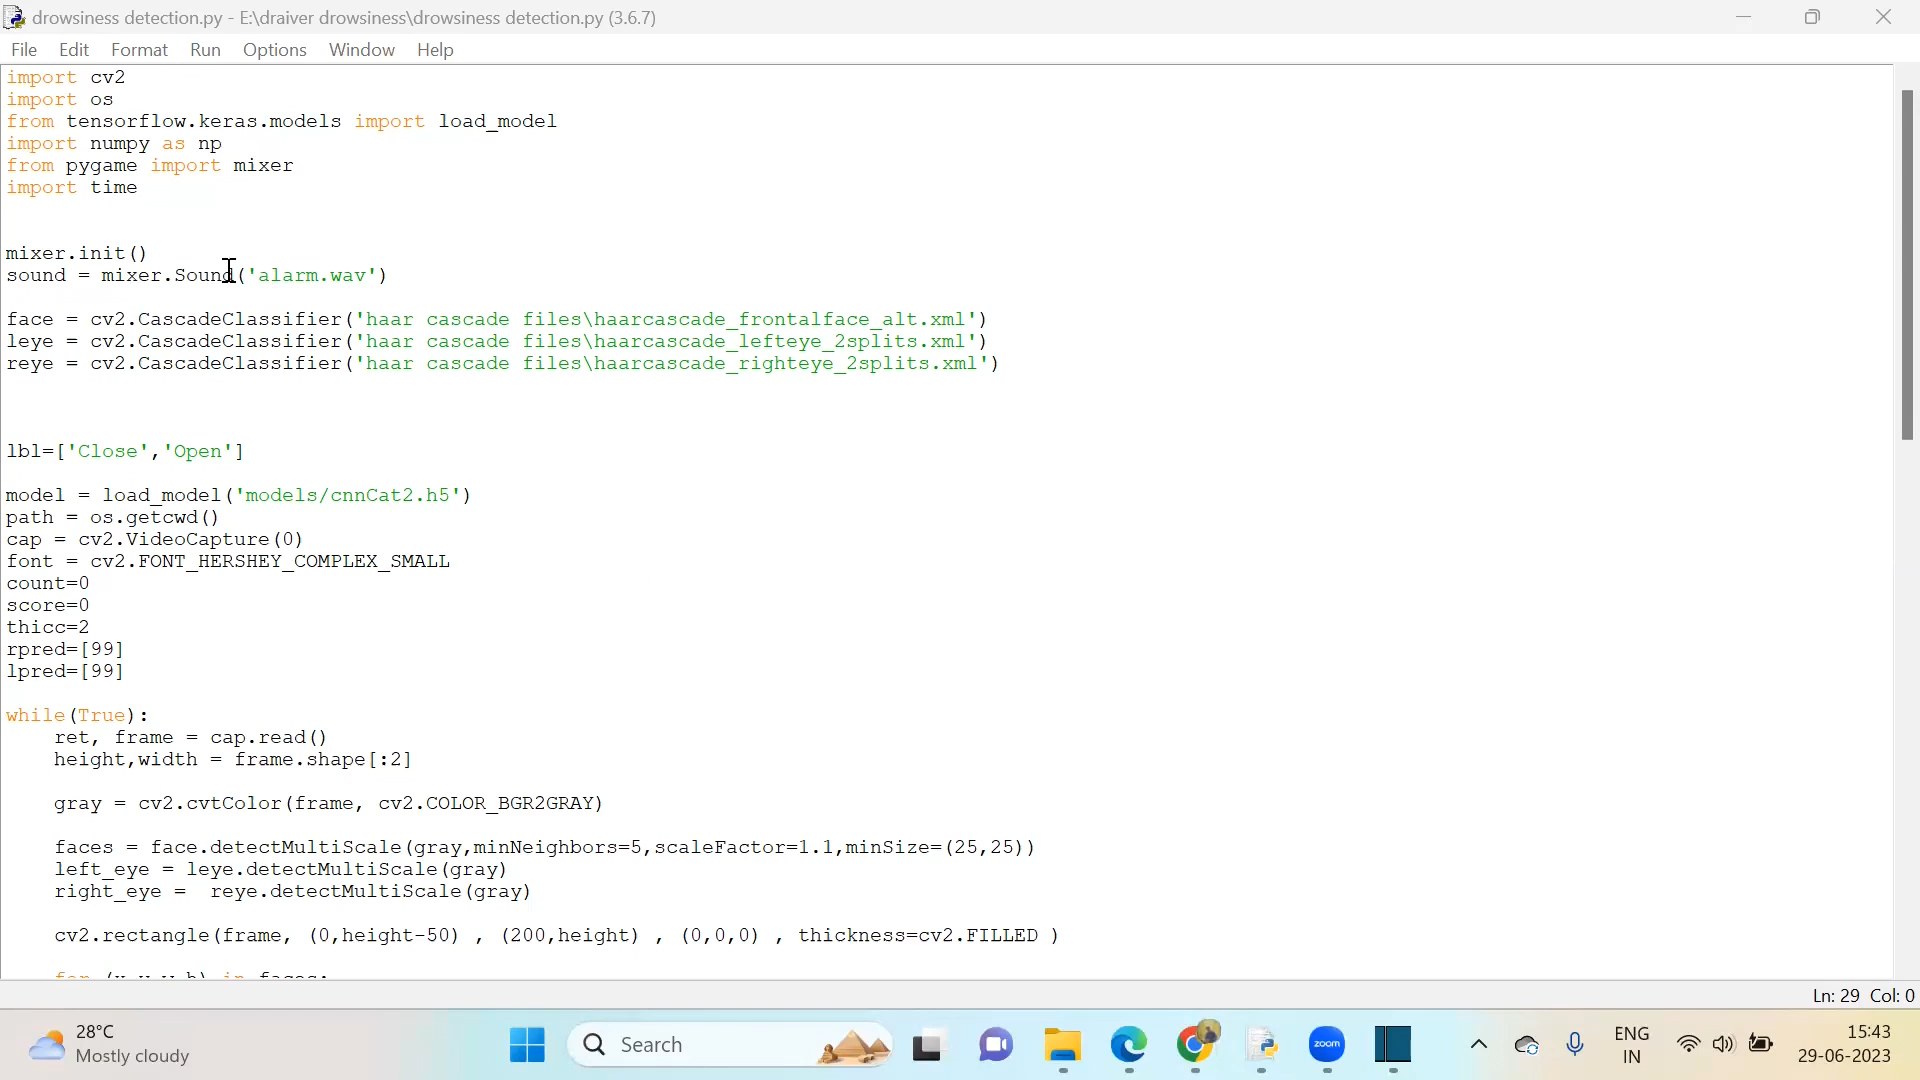 drowsiness detection.py - E:\draiver drowsiness\drowsiness detection.py (3.6.7)
File Edit Format Run Options Window Help
import cv2
import os
from tensorflow.keras.models import load_model
import numpy as np
from pygame import mixer
import time
mixer.init()
sound = mixer.Sound('alarm.wav')
face = cv2.CascadeClassifier('haar cascade files\haarcascade_frontalface_alt.xml')
leye = cv2.CascadeClassifier('haar cascade files\haarcascade_lefteye_2splits.xml')
reye = cv2.CascadeClassifier('haar cascade files\haarcascade_righteye_2splits.xml')
lbl=['Close','Open']
model = load_model('models/cnnCat2.h5')
path = os.getcwd()
cap = cv2.VideoCapture(0)
font = cv2.FONT_HERSHEY_COMPLEX_SMALL
count=0
score=0
thicc=2
rpred=[99]
lpred=[99]
while(True):
    ret, frame = cap.read()
    height,width = frame.shape[:2]
    gray = cv2.cvtColor(frame, cv2.COLOR_BGR2GRAY)
    faces = face.detectMultiScale(gray,minNeighbors=5,scaleFactor=1.1,minSize=(25,25))
    left_eye = leye.detectMultiScale(gray)
    right_eye =  reye.detectMultiScale(gray)
    cv2.rectangle(frame, (0,height-50) , (200,height) , (0,0,0) , thickness=cv2.FILLED )
    for (x,y,w,h) in faces:
Ln: 29 Col: 0
28°C
Mostly cloudy
Search
zoom
ENG
IN
15:43
29-06-2023